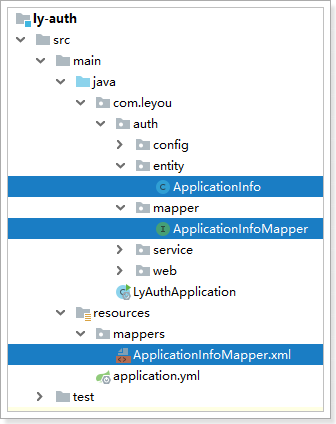 ly-auth
src
main
java
com.leyou
auth
config
entity
ApplicationInfo
mapper
ApplicationInfoMapper
service
web
LyAuthApplication
resources
mappers
ApplicationInfoMapper.xml
application.yml
test